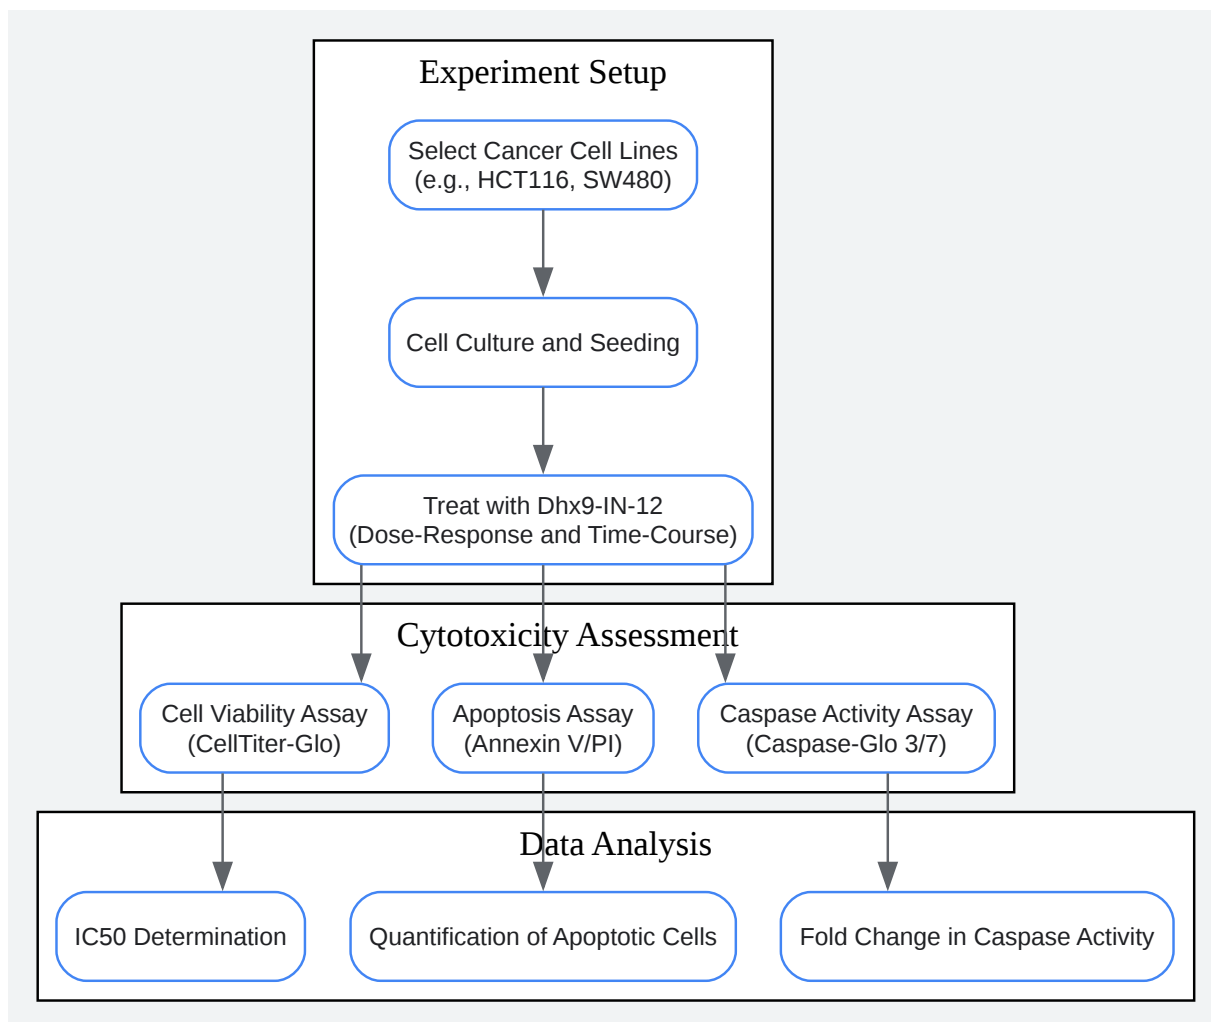 Experiment Setup
Select Cancer Cell Lines
(e.g., HCT116, SW480)
Cell Culture and Seeding
Treat with Dhx9-IN-12
(Dose-Response and Time-Course)
Cytotoxicity Assessment
Cell Viability Assay
(CellTiter-Glo)
Apoptosis Assay
(Annexin V/PI)
Caspase Activity Assay
(Caspase-Glo 3/7)
Data Analysis
IC50 Determination
Quantification of Apoptotic Cells
Fold Change in Caspase Activity